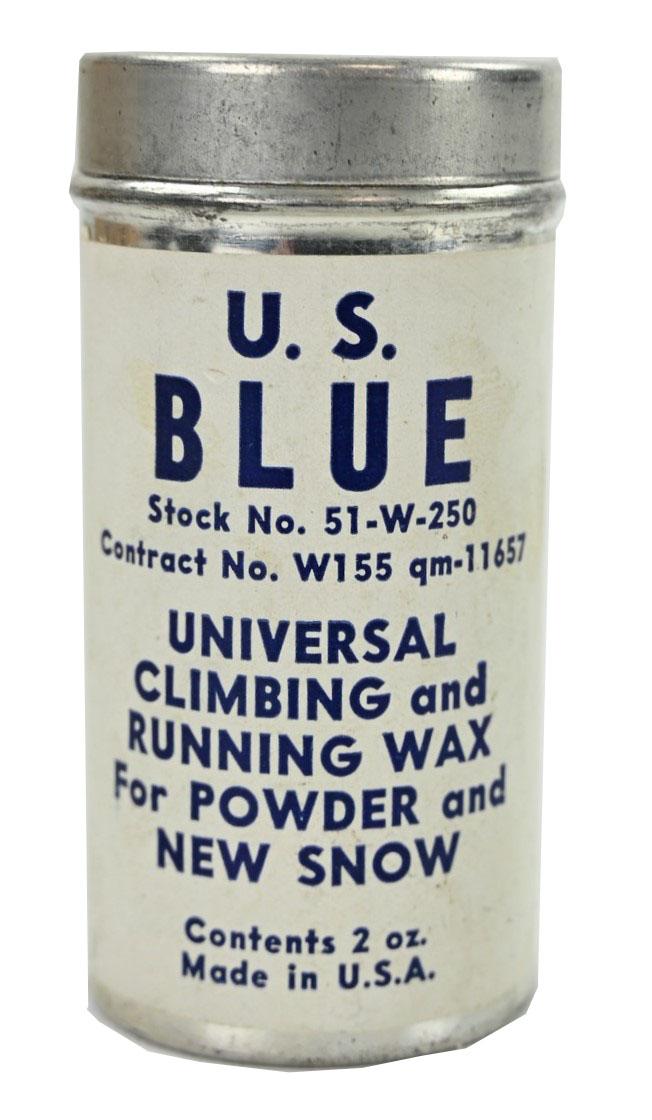 U. S.
BLUE
Stock No. 51-W-250
Contract No. W155 qm-11657
UNIVERSAL
CLIMBING and
RUNNING WAX
For POWDER and
NEW SNOW
Contents 2 oz.
Made in U.S.A.